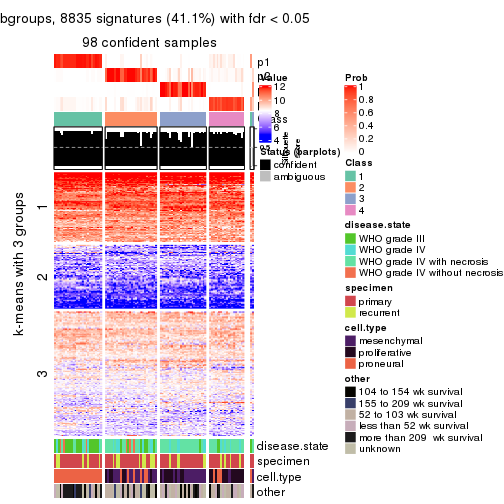 bgroups, 8835 signatures (41.1%) with fdr < 0.05
98 confident samples
p1
Value
12
10
8
6
4
Prob
1
0.8
0.6
0.4
0.2
0
Status (barplots)
confident
ambiguous
Class
1
2
3
4
disease.state
WHO grade III
WHO grade IV
WHO grade IV with necrosis
WHO grade IV without necrosis
specimen
primary
recurrent
cell.type
mesenchymal
proliferative
proneural
other
104 to 154 wk survival
155 to 209 wk survival
52 to 103 wk survival
less than 52 wk survival
more than 209 wk survival
unknown
k-means with 3 groups
1
2
3
disease.state
specimen
cell.type
other